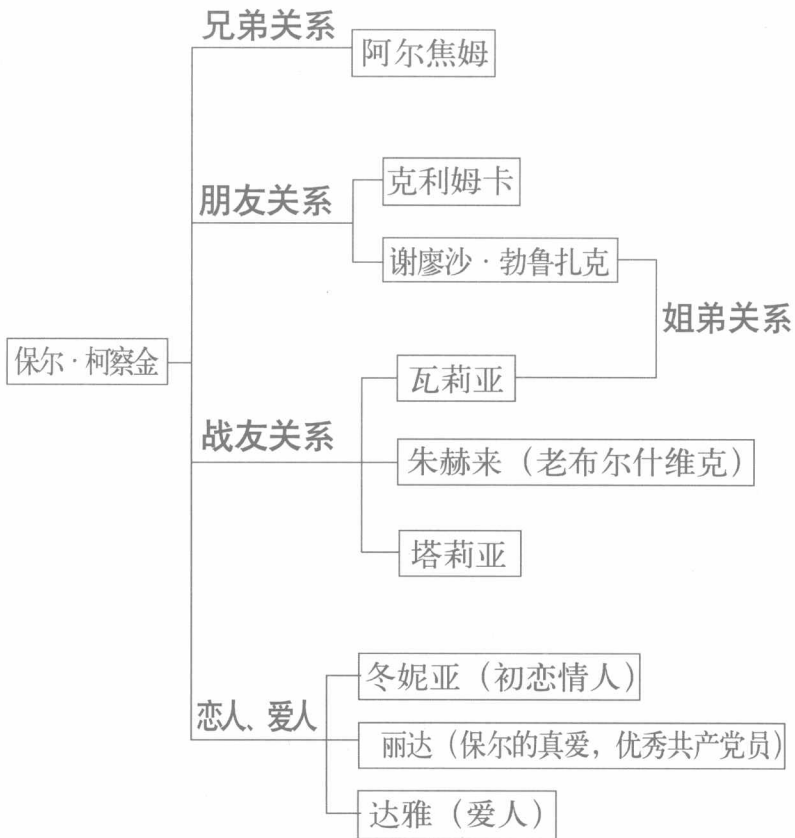 兄弟关系
阿尔焦姆
朋友关系
克利姆卡
谢廖沙·勃鲁扎克
姐弟关系
保尔·柯察金
战友关系
瓦莉亚
朱赫来（老布尔什维克）
塔莉亚
恋人、爱人
冬妮亚（初恋情人）
丽达（保尔的真爱，优秀共产党员）
达雅（爱人）